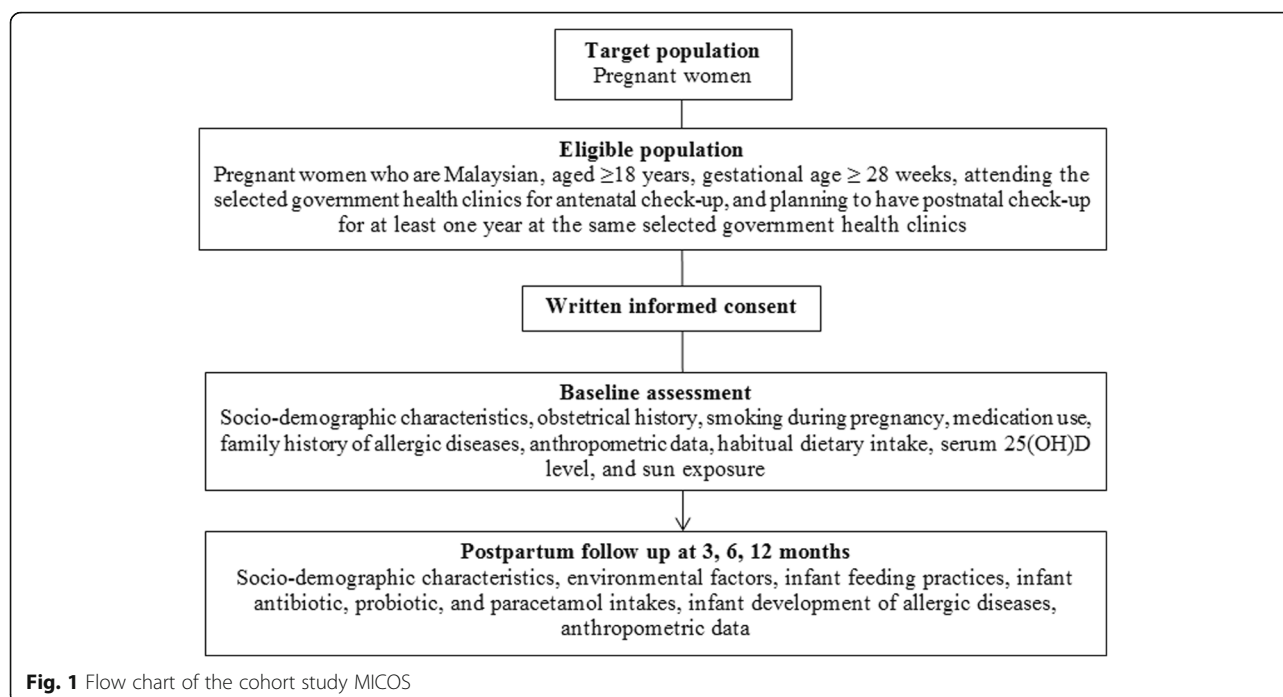 Target population
Pregnant women
Eligible population
Pregnant women who are Malaysian, aged ≥18 years, gestational age ≥ 28 weeks, attending the
selected government health clinics for antenatal check-up, and planning to have postnatal check-up
for at least one year at the same selected government health clinics
Written informed consent
Baseline assessment
Socio-demographic characteristics, obstetrical history, smoking during pregnancy, medication use,
family history of allergic diseases, anthropometric data, habitual dietary intake, serum 25(OH)D
level, and sun exposure
Postpartum follow up at 3, 6, 12 months
Socio-demographic characteristics, environmental factors, infant feeding practices, infant
antibiotic, probiotic, and paracetamol intakes, infant development of allergic diseases,
anthropometric data
Fig. 1 Flow chart of the cohort study MICOS